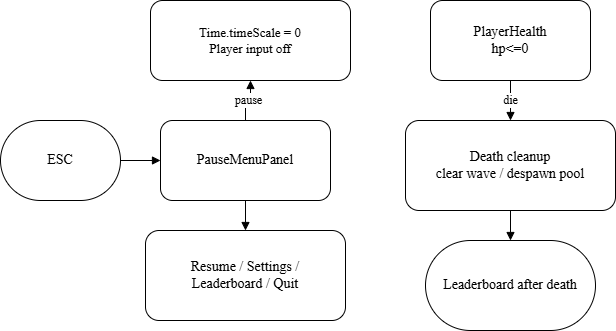 Time.timeScale = 0
Player input off
pause
ESC
PauseMenuPanel
Resume / Settings /
Leaderboard / Quit
PlayerHealth
hp<=0
die
Death cleanup
clear wave / despawn pool
Leaderboard after death